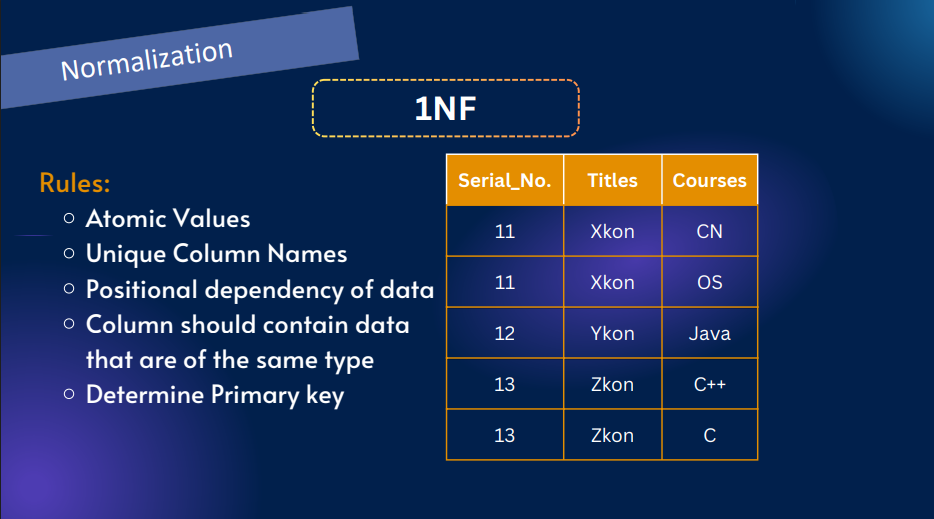 Normalization
1NF
Rules:
Atomic Values
Unique Column Names
Positional dependency of data
Column should contain data
that are of the same type
Determine Primary key
Serial_No. Titles Courses
11 Xkon CN
11 Xkon OS
12 Ykon Java
13 Zkon C++
13 Zkon C